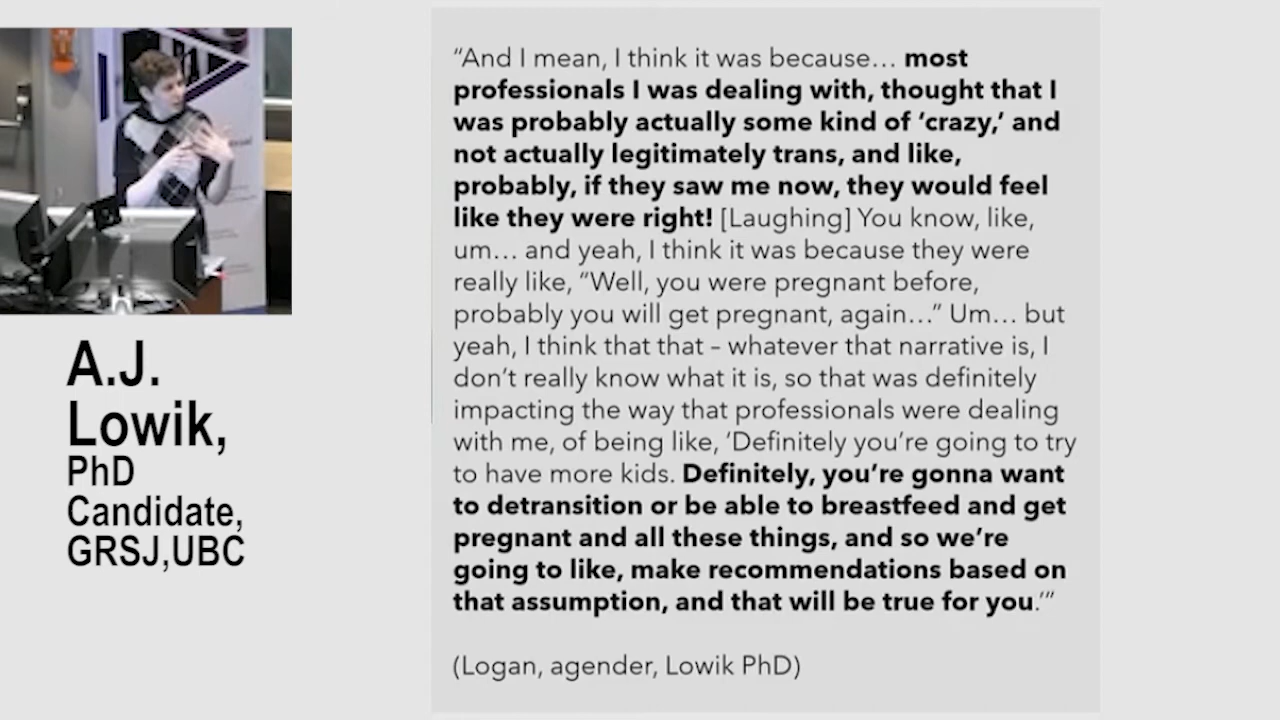 A.J.
Lowik,
PhD
Candidate,
GRSJ,UBC
“And I mean, I think it was because… most
professionals I was dealing with, thought that I
was probably actually some kind of ‘crazy,’ and
not actually legitimately trans, and like,
probably, if they saw me now, they would feel
like they were right! [Laughing] You know, like,
um… and yeah, I think it was because they were
really like, “Well, you were pregnant before,
probably you will get pregnant, again…” Um… but
yeah, I think that that – whatever that narrative is, I
don’t really know what it is, so that was definitely
impacting the way that professionals were dealing
with me, of being like, ‘Definitely you’re going to try
to have more kids. Definitely, you’re gonna want
to detransition or be able to breastfeed and get
pregnant and all these things, and so we’re
going to like, make recommendations based on
that assumption, and that will be true for you.’”
(Logan, agender, Lowik PhD)